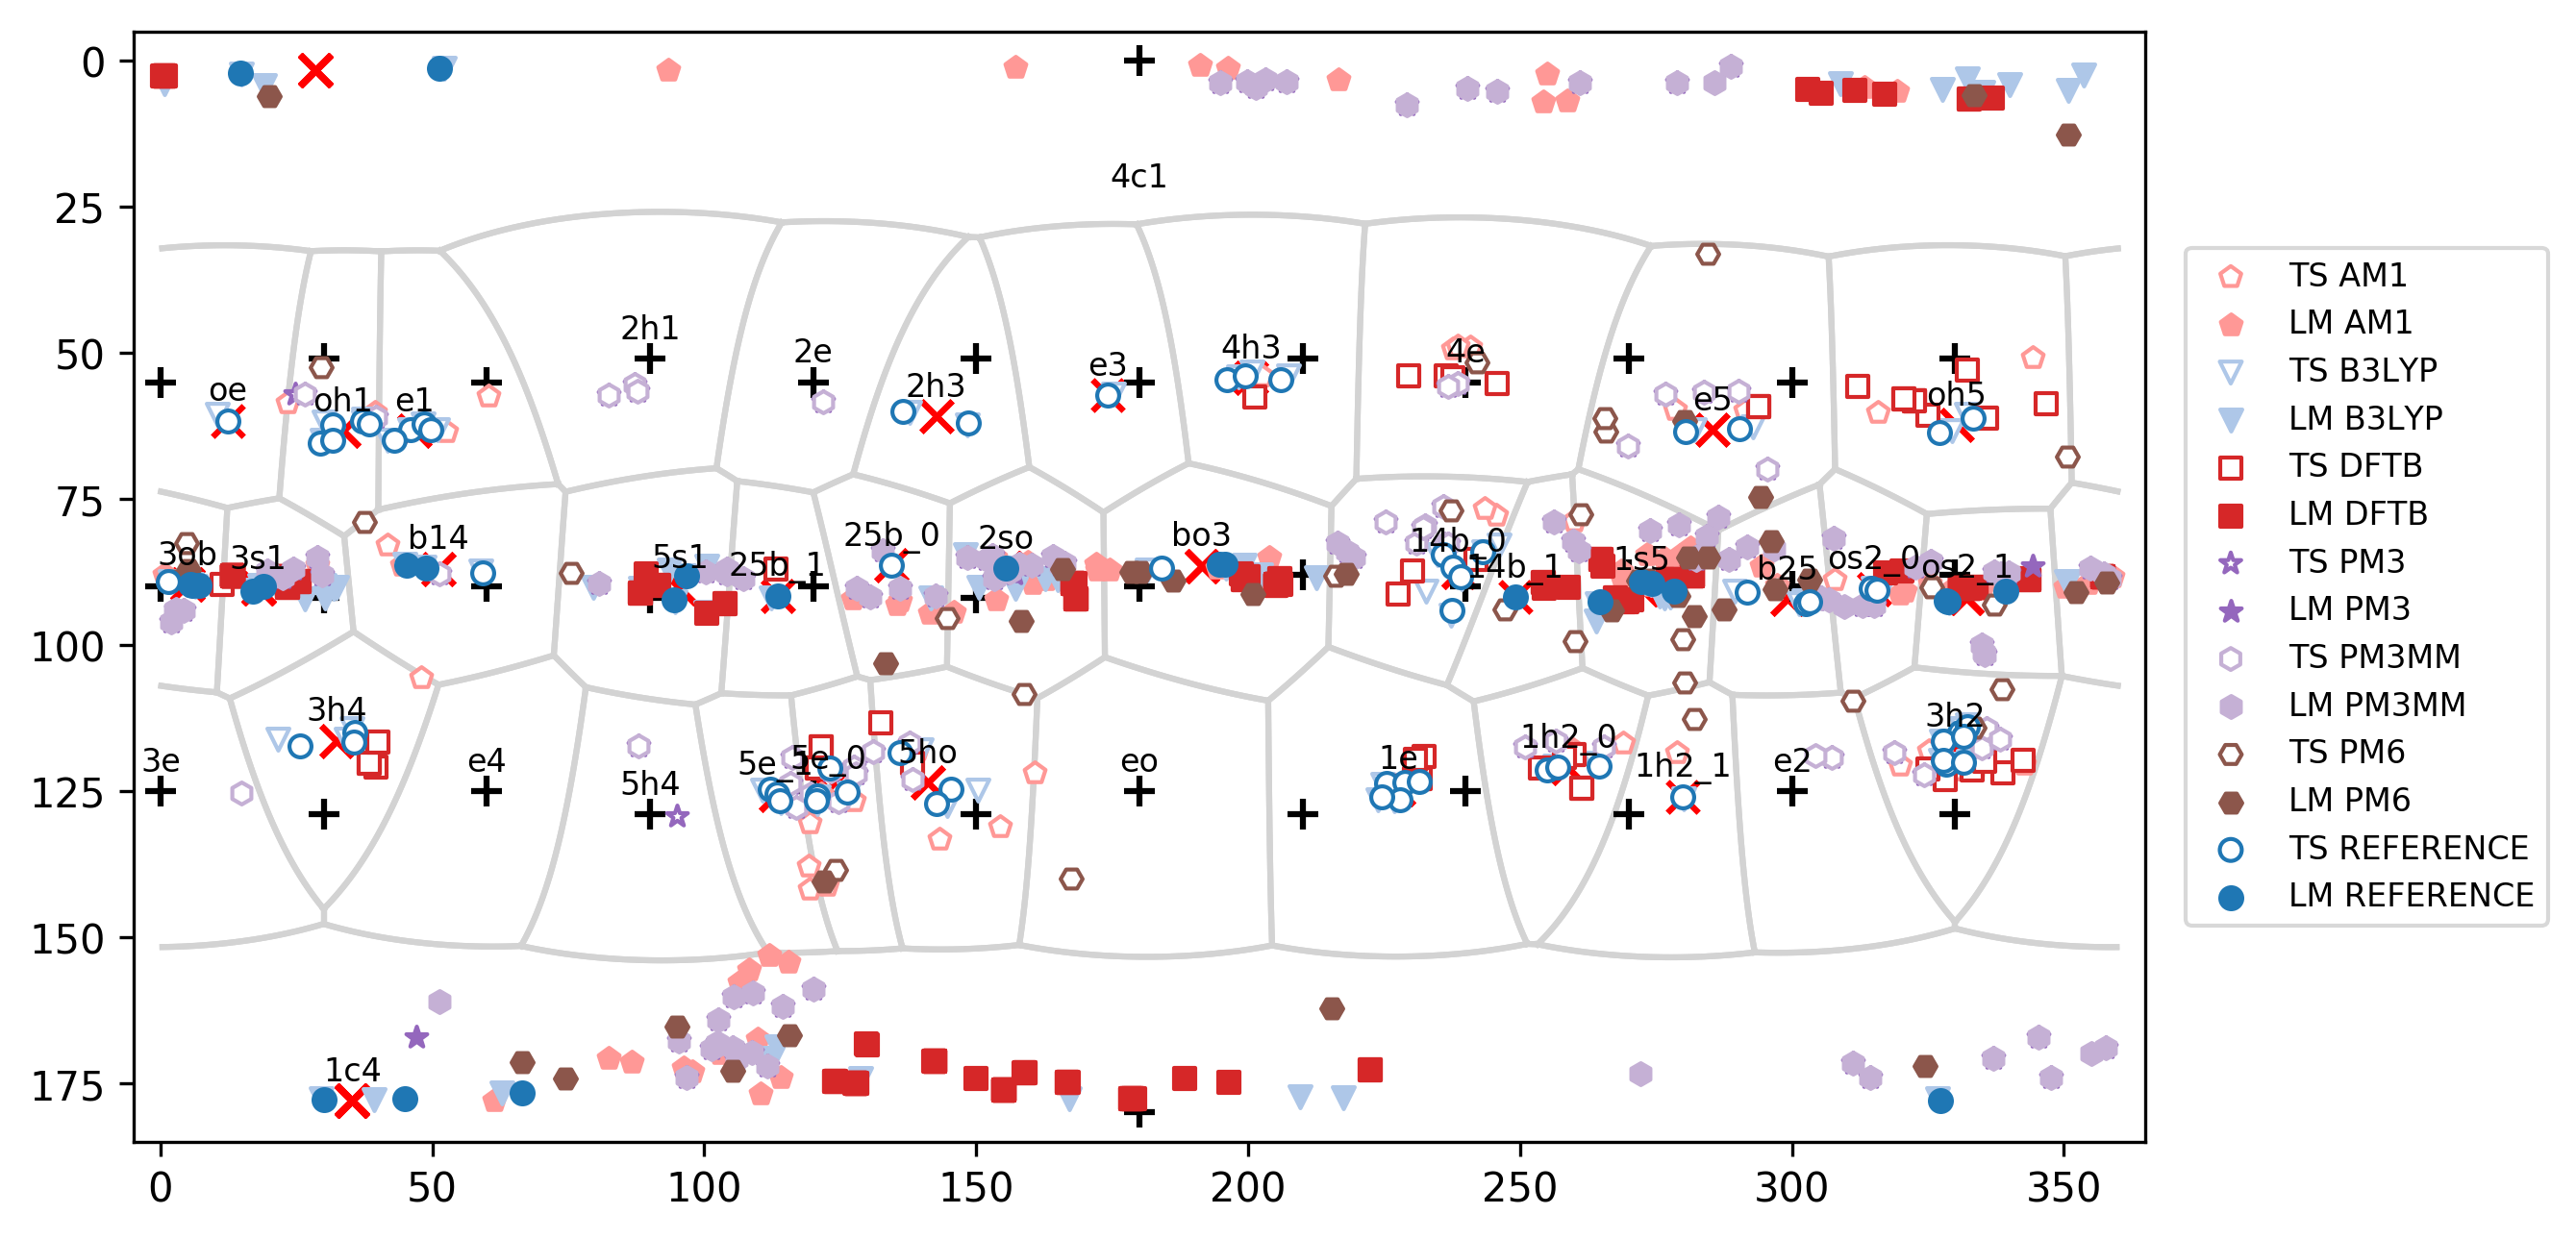 0
4c1
25
2h1
50
2e
4h3
4e
e3
oe
oh1
e1
2h3
e5
oh5
75
3ob
3s1
b14
5s1
25b_1
25b_0
2so
bo3
14b_0
14b_1
1s5
b25
os2_0
os2_1
100
3h4
3h2
125
3e
e4
5h4
5e_1
5e_0
5ho
eo
1e
1h2_0
1h2_1
e2
150
1c4
175
0
50
100
150
200
250
300
350
TS AM1
LM AM1
TS B3LYP
LM B3LYP
TS DFTB
LM DFTB
TS PM3
LM PM3
TS PM3MM
LM PM3MM
TS PM6
LM PM6
TS REFERENCE
LM REFERENCE